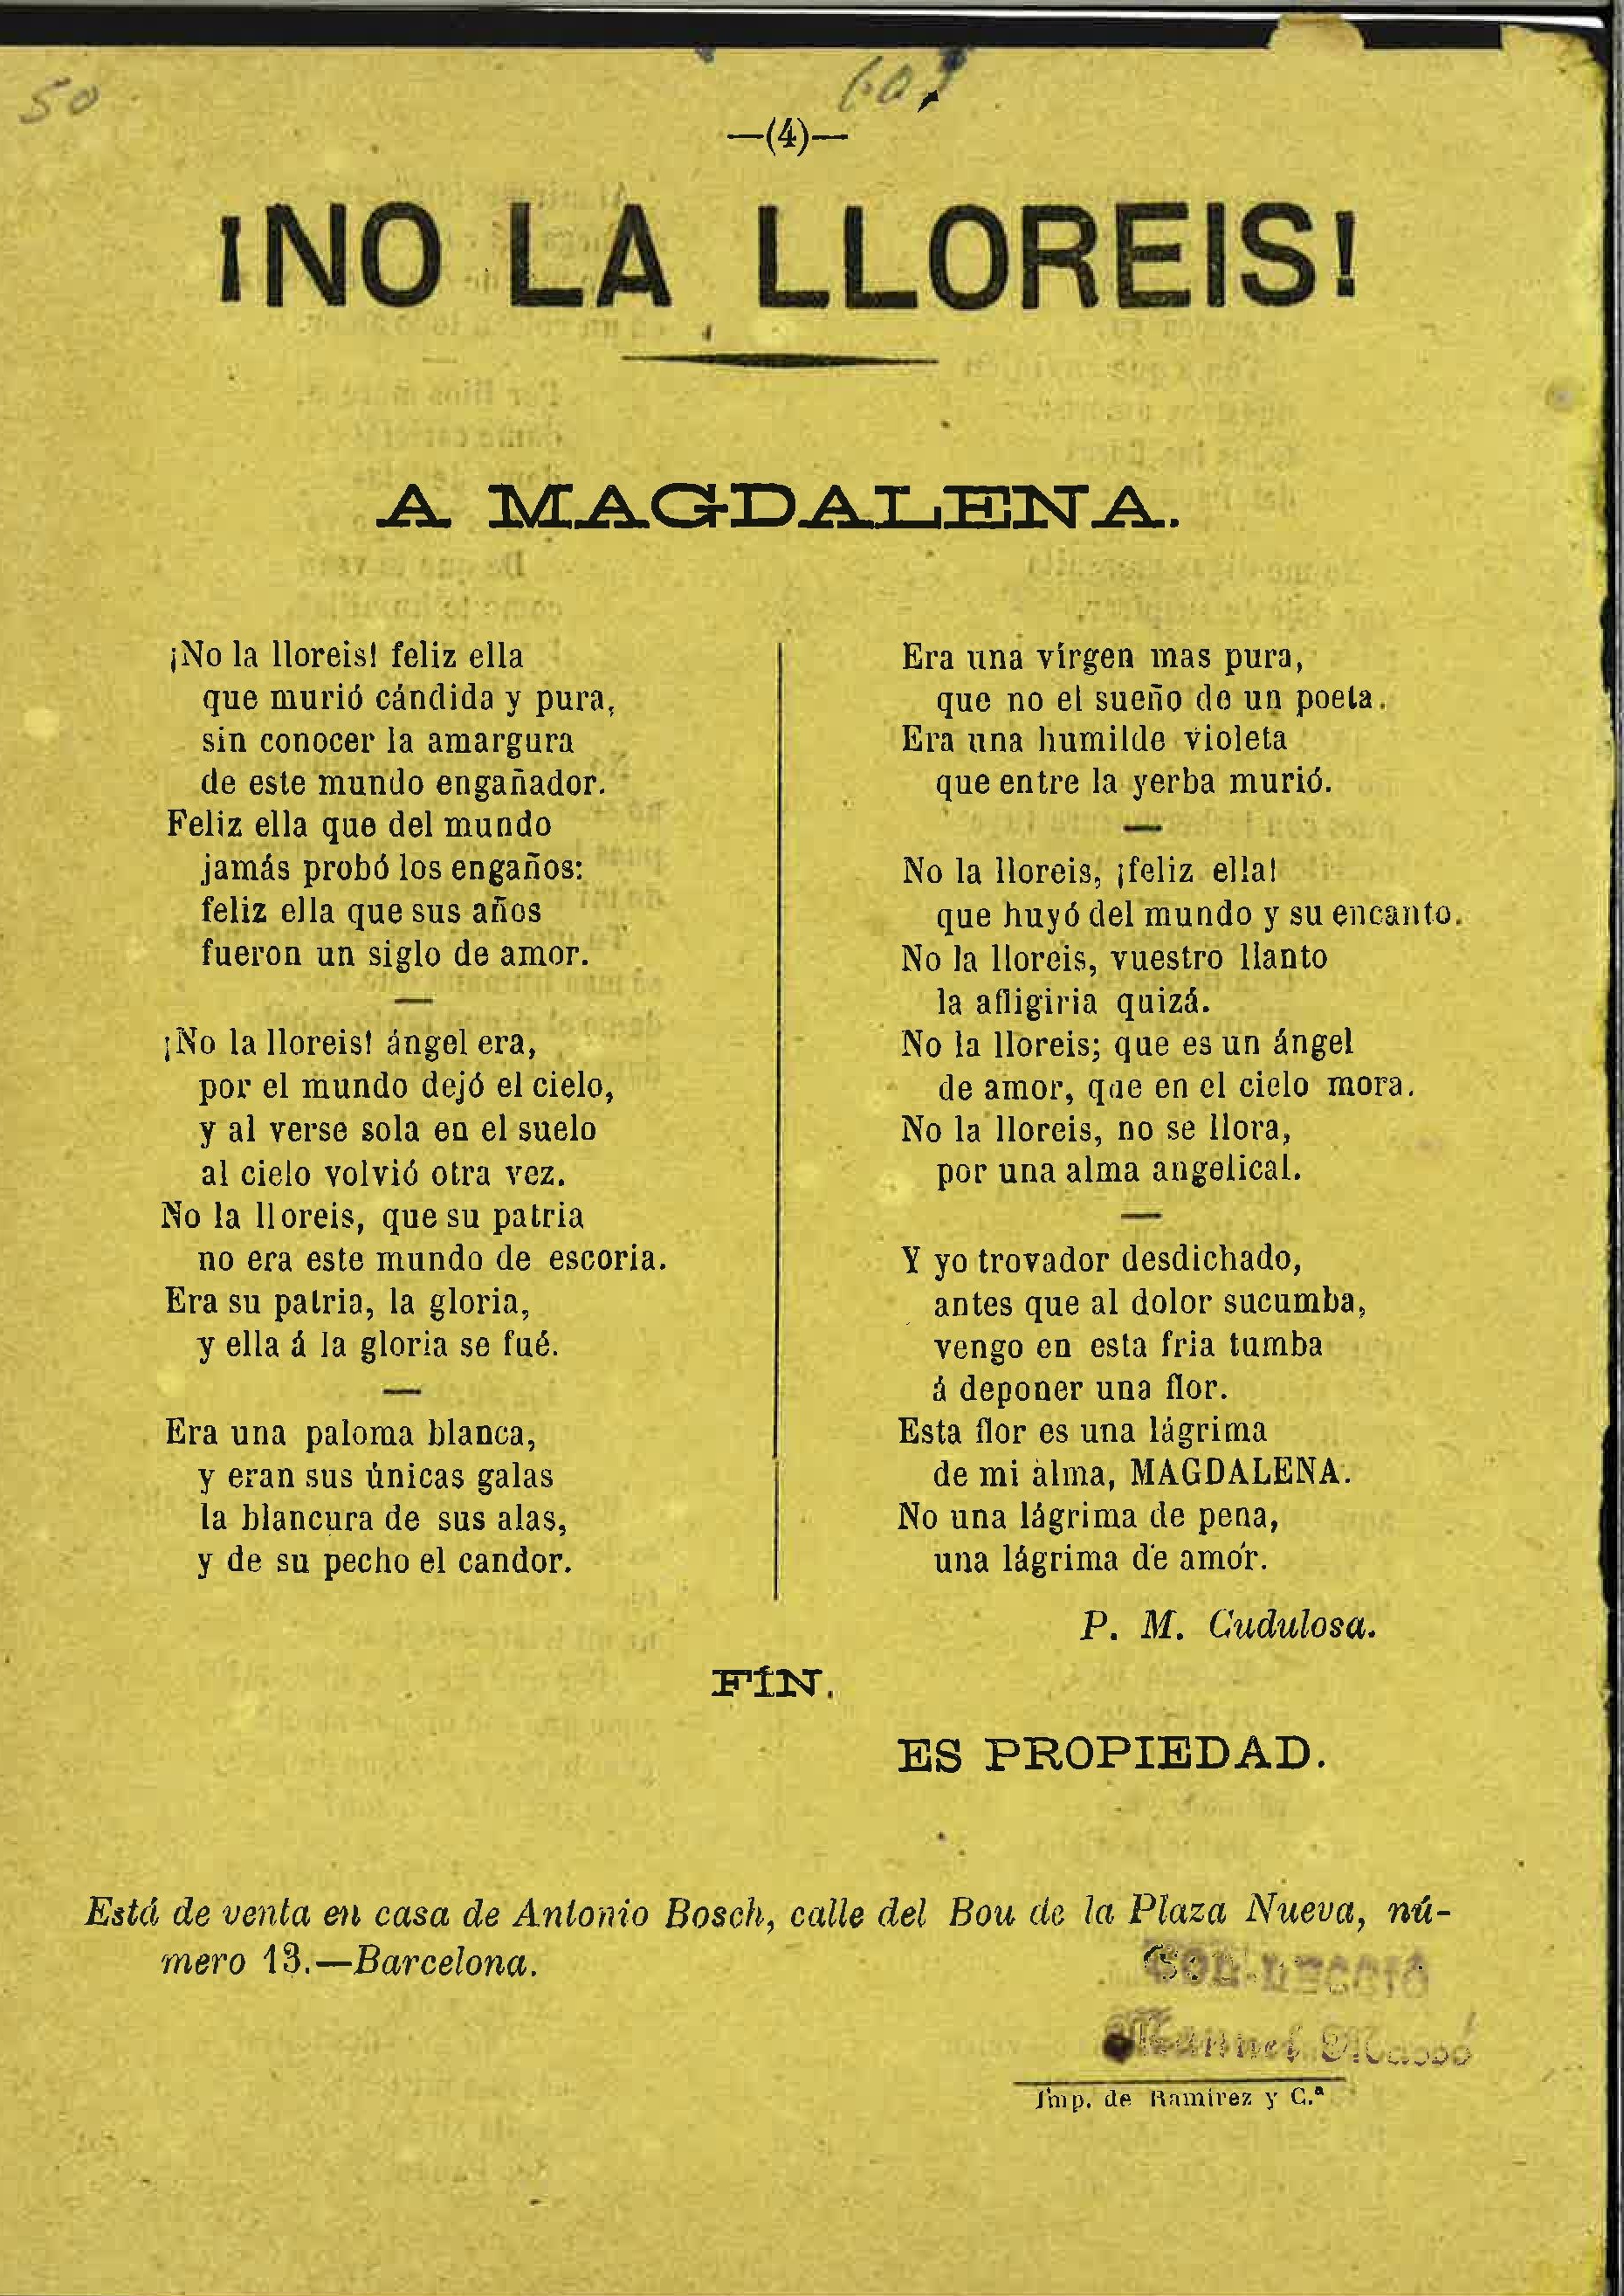 50
—(4)—
¡NO LA LLOREIS!
A MAGDALENA.
¡No la lloreis! feliz ella
que murió cándida y pura,
sin conocer la amargura
de este mundo engañador.
Feliz ella que del mundo
jamás probó los engaños:
feliz ella que sus años
fueron un siglo de amor.
—
¡No la lloreis! ángel era,
por el mundo dejó el cielo,
y al verse sola en el suelo
al cielo volvió otra vez.
No la lloreis, que su patria
no era este mundo de escoria.
Era su patria, la gloria,
y ella á la gloria se fué.
—
Era una paloma blanca,
y eran sus únicas galas
la blancura de sus alas,
y de su pecho el candor.
Era una vírgen mas pura,
que no el sueño de un poeta.
Era una humilde violeta
que entre la yerba murió.
—
No la lloreis, ¡feliz ella!
que huyó del mundo y su encanto.
No la lloreis, vuestro llanto
la afligiria quizá.
No la lloreis; que es un ángel
de amor, que en el cielo mora.
No la lloreis, no se llora,
por una alma angelical.
—
Y yo trovador desdichado,
antes que al dolor sucumba,
vengo en esta fria tumba
á deponer una flor.
Esta flor es una lágrima
de mi alma, MAGDALENA.
No una lágrima de pena,
una lágrima de amor.
P. M. Cudulosa.
FÍN.
ES PROPIEDAD.
Está de venta en casa de Antonio Bosch, calle del Bou de la Plaza Nueva, nú-
mero 13.—Barcelona.
Imp. de Ramirez y C.ª